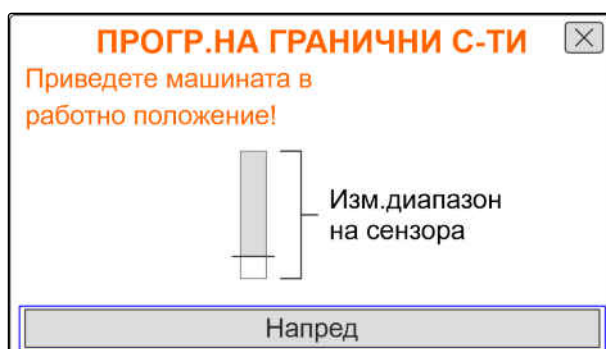 ПРОГР.НА ГРАНИЧНИ С-ТИ
Приведете машината в
работно положение!
Изм.диапазон
на сензора
Напред